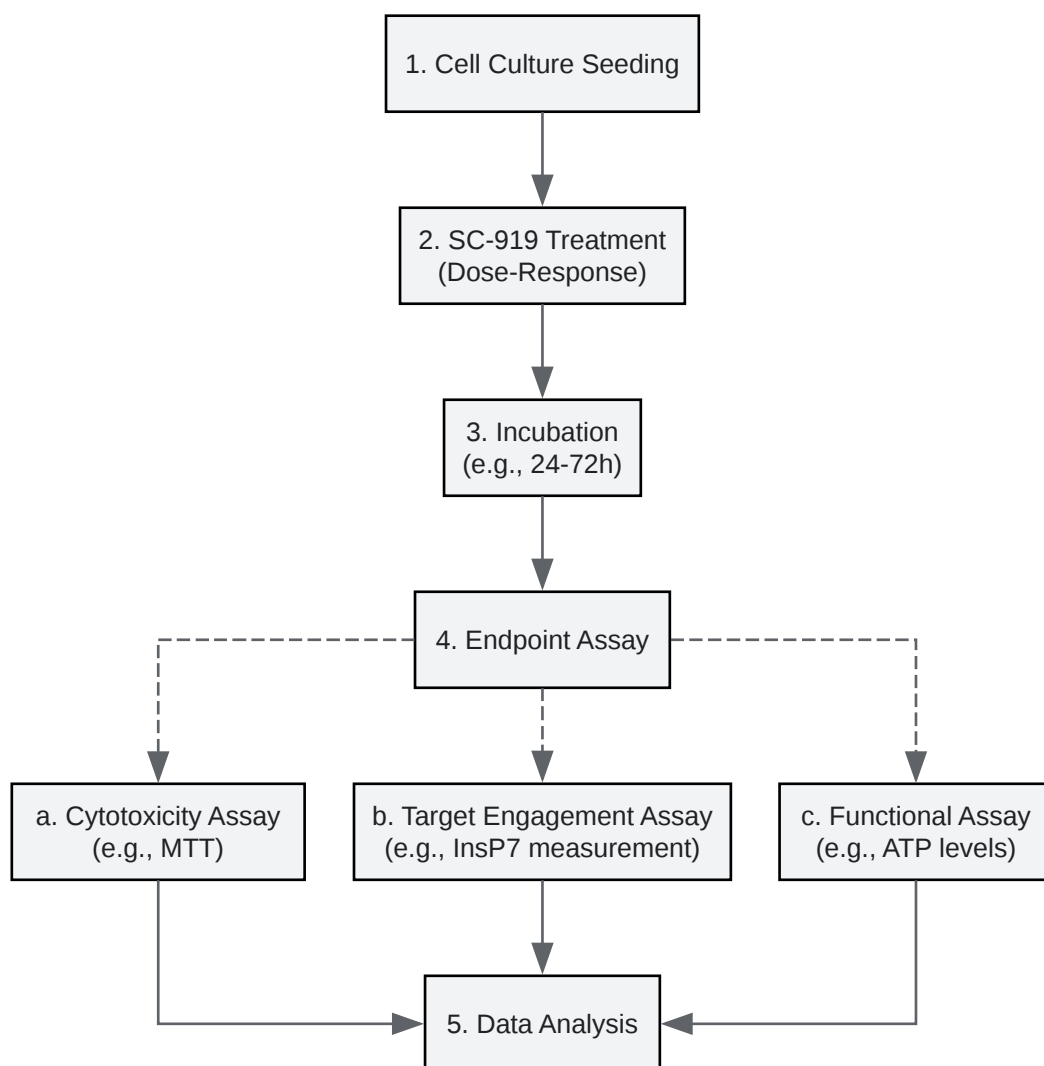 1. Cell Culture Seeding
2. SC-919 Treatment
(Dose-Response)
3. Incubation
(e.g., 24-72h)
4. Endpoint Assay
a. Cytotoxicity Assay
(e.g., MTT)
b. Target Engagement Assay
(e.g., InsP7 measurement)
c. Functional Assay
(e.g., ATP levels)
5. Data Analysis